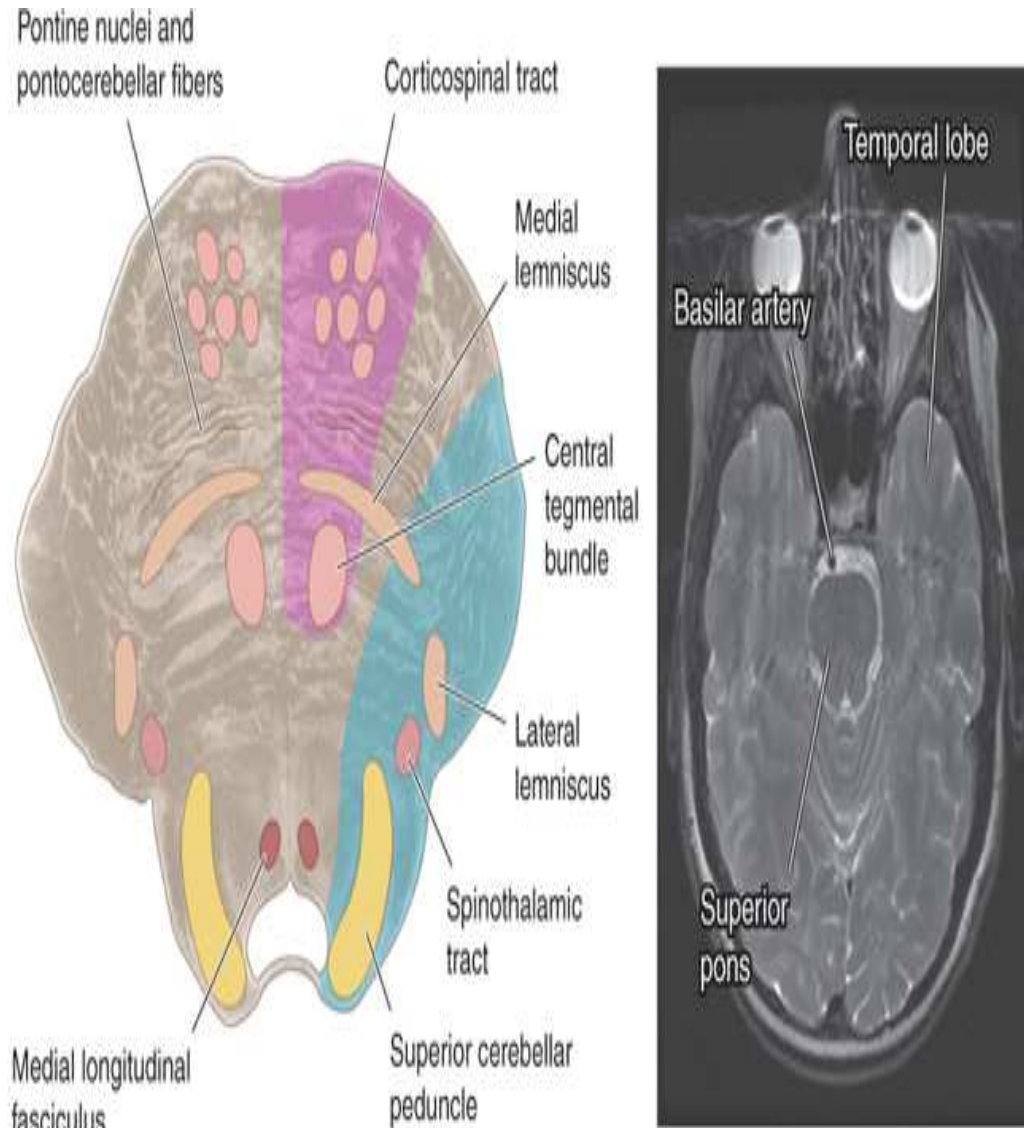 Pontine nuclei and
pontocerebellar fibers
Corticospinal tract
Medial
lemniscus
Central
tegmental
bundle
Lateral
lemniscus
Spinothalamic
tract
Superior cerebellar
peduncle
Medial longitudinal
fasciculus
Temporal lobe
Basilar artery
Superior
pons